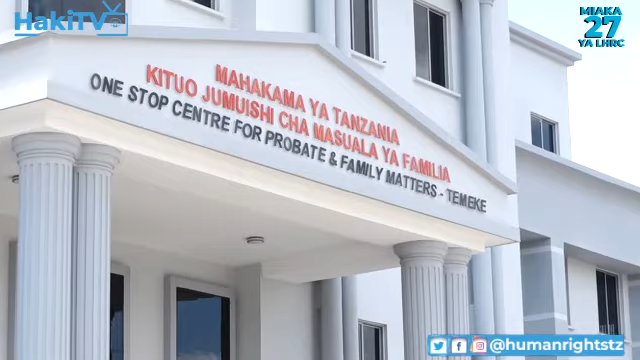 HakiTV
MIAKA
27
YA LHRC
MAHAKAMA YA TANZANIA
KITUO JUMUISHI CHA MASUALA YA FAMILIA
ONE STOP CENTRE FOR PROBATE & FAMILY MATTERS - TEMEKE
@humanrightstz